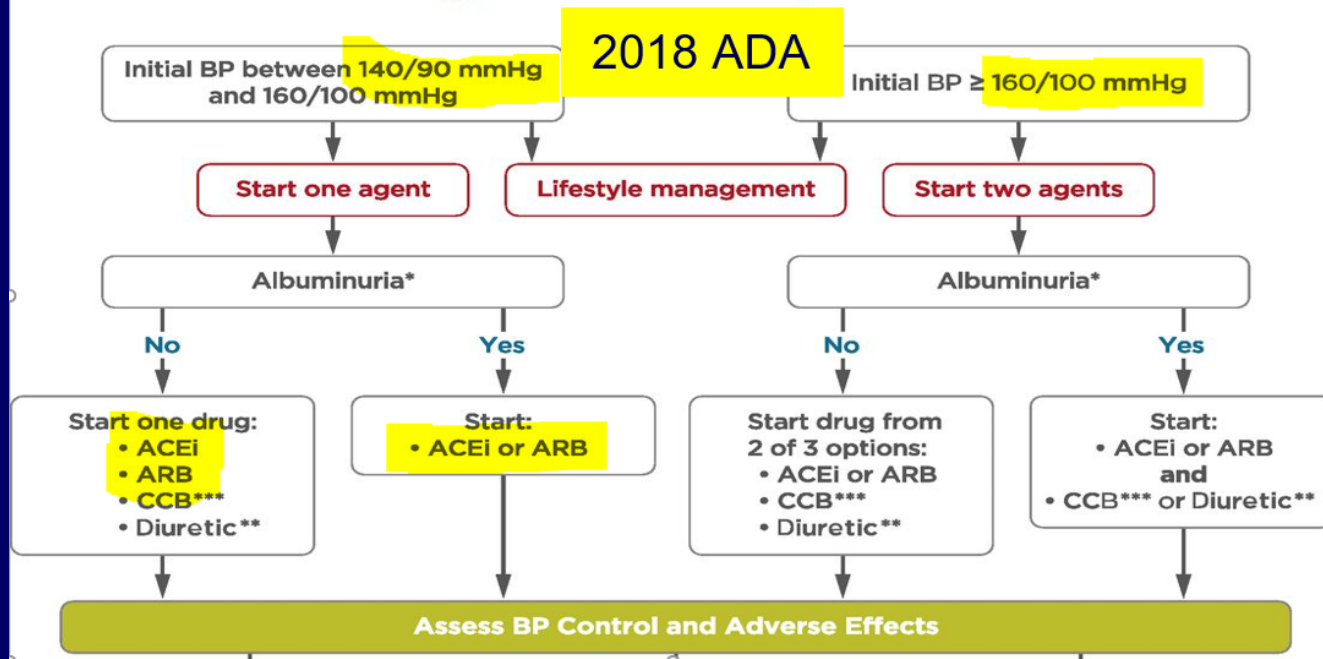 2018 ADA
Initial BP between 140/90 mmHg
and 160/100 mmHg
Initial BP ≥ 160/100 mmHg
Start one agent
Lifestyle management
Start two agents
Albuminuria*
Albuminuria*
No
Yes
No
Yes
Start one drug:
• ACEi
• ARB
• CCB***
• Diuretic**
Start:
• ACEi or ARB
Start drug from
2 of 3 options:
• ACEi or ARB
• CCB***
• Diuretic**
Start:
• ACEi or ARB
and
• CCB*** or Diuretic**
Assess BP Control and Adverse Effects